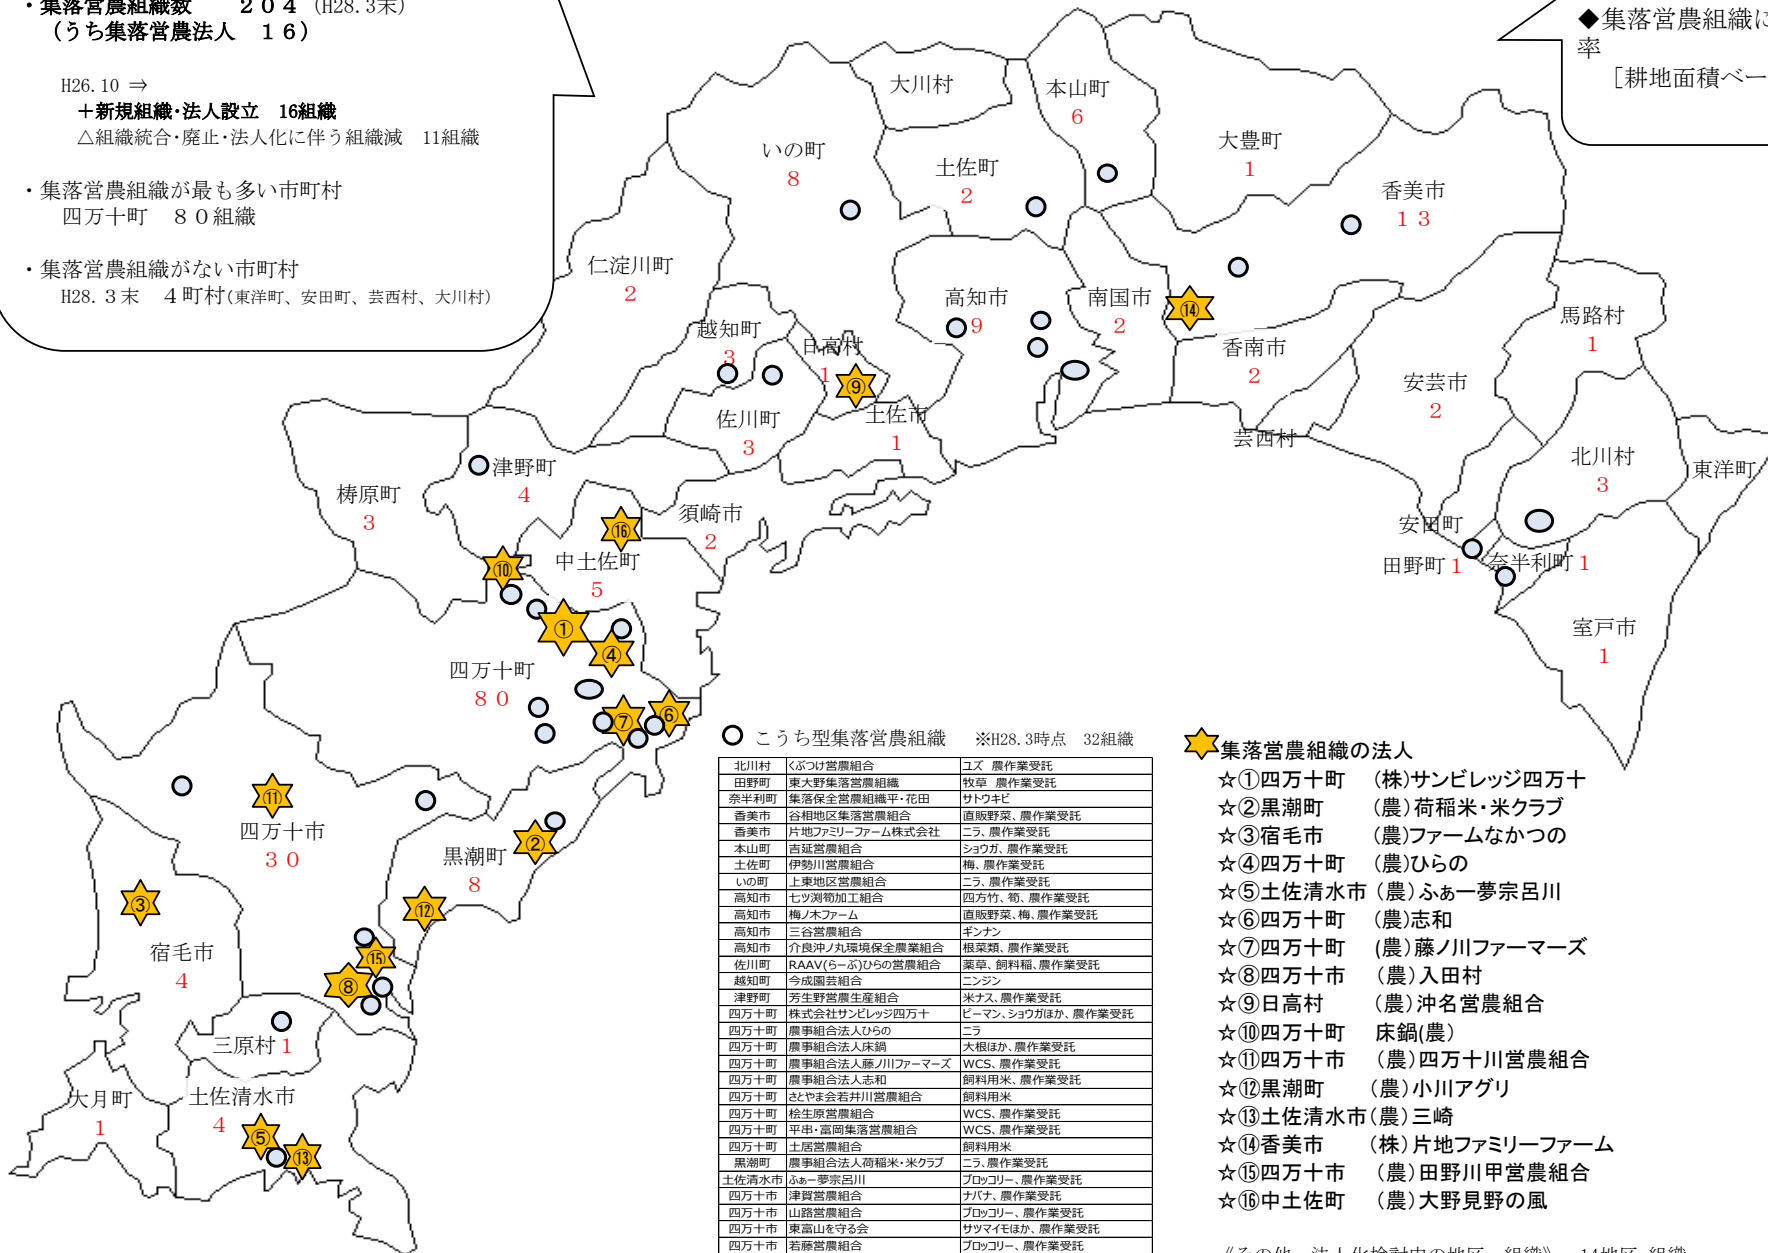 ・集落営農組織数　　２０４（H28.3末）
（うち集落営農法人　１６）
H26.10 ⇒
＋新規組織・法人設立　16組織
△組織統合・廃止・法人化に伴う組織減　11組織
・集落営農組織が最も多い市町村
四万十町　８０組織
・集落営農組織がない市町村
H28.３末　４町村(東洋町、安田町、芸西村、大川村)
◆集落営農組織に
率
［耕地面積ベー
大川村
本山町
6
大豊町
1
いの町
8
土佐町
2
香美市
１３
仁淀川町
2
高知市
9
南国市
2
⑭
馬路村
1
越知町
3
日高村
1
⑨
香南市
2
安芸市
2
佐川町
3
土佐市
1
芸西村
北川村
3
東洋町
津野町
4
梼原町
3
須崎市
2
⑯
中土佐町
5
⑩
安田町
田野町 1
奈半利町 1
室戸市
1
①
④
四万十町
８０
⑦
⑥
⑪
四万十市
３０
②
黒潮町
8
③
⑫
宿毛市
4
⑮
⑧
三原村 1
大月町
1
土佐清水市
4
⑤
⑬
こうち型集落営農組織　※H28.3時点　32組織
北川村 くぶつけ営農組合 ユズ 農作業受託
田野町 東大野集落営農組織 牧草 農作業受託
奈半利町 集落保全営農組織平・花田 サトウキビ
香美市 谷相地区集落営農組合 直販野菜、農作業受託
香美市 片地ファミリーファーム株式会社 ニラ、農作業受託
本山町 吉延営農組合 ショウガ、農作業受託
土佐町 伊勢川営農組合 梅、農作業受託
いの町 上東地区営農組合 ニラ、農作業受託
高知市 七ツ渕筍加工組合 四方竹、筍、農作業受託
高知市 梅ノ木ファーム 直販野菜、梅、農作業受託
高知市 三谷営農組合 ギンナン
高知市 介良沖ノ丸環境保全農業組合 根菜類、農作業受託
佐川町 RAAV(らーぶ)ひらの営農組合 薬草、飼料稲、農作業受託
越知町 今成園芸組合 ニンジン
津野町 芳生野営農生産組合 米ナス、農作業受託
四万十町 株式会社サンビレッジ四万十 ピーマン、ショウガほか、農作業受託
四万十町 農事組合法人ひらの ニラ
四万十町 農事組合法人床鍋 大根ほか、農作業受託
四万十町 農事組合法人藤ノ川ファーマーズ WCS、農作業受託
四万十町 農事組合法人志和 飼料用米、農作業受託
四万十町 さとやま会若井川営農組合 飼料用米
四万十町 桧生原営農組合 WCS、農作業受託
四万十町 平串・富岡集落営農組合 WCS、農作業受託
四万十町 土居営農組合 飼料用米
黒潮町 農事組合法人荷稲米・米クラブ ニラ、農作業受託
土佐清水市 ふぁー夢宗呂川 ブロッコリー、農作業受託
四万十市 津賀営農組合 ナバナ、農作業受託
四万十市 山路営農組合 ブロッコリー、農作業受託
四万十市 東富山を守る会 サツマイモほか、農作業受託
四万十市 若藤営農組合 ブロッコリー、農作業受託
集落営農組織の法人
☆①四万十町　（株）サンビレッジ四万十
☆②黒潮町　　（農）荷稲米・米クラブ
☆③宿毛市　　（農）ファームなかつの
☆④四万十町　（農）ひらの
☆⑤土佐清水市（農）ふぁー夢宗呂川
☆⑥四万十町　（農）志和
☆⑦四万十町　（農）藤ノ川ファーマーズ
☆⑧四万十市　（農）入田村
☆⑨日高村　　（農）沖名営農組合
☆⑩四万十町　床鍋(農)
☆⑪四万十市　（農）四万十川営農組合
☆⑫黒潮町　　（農）小川アグリ
☆⑬土佐清水市（農）三崎
☆⑭香美市　　（株）片地ファミリーファーム
☆⑮四万十市　（農）田野川甲営農組合
☆⑯中土佐町　（農）大野見野の風